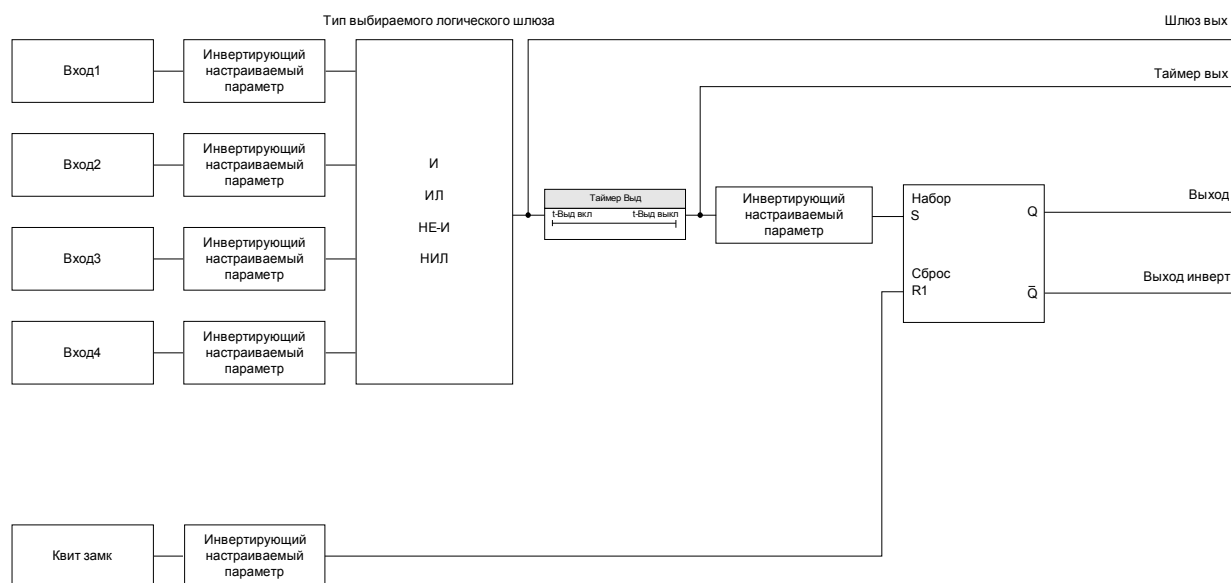 Тип выбираемого логического шлюза
Шлюз вых
Вход1
Инвертирующий
настраиваемый
параметр
Таймер вых
Вход2
Инвертирующий
настраиваемый
параметр
И
ИЛ
НЕ-И
НИЛ
Таймер Выд
t-Выд вкл
t-Выд выкл
Инвертирующий
настраиваемый
параметр
Набор
S
Q
Выход
Вход3
Инвертирующий
настраиваемый
параметр
Сброс
R1
Q̅
Выход инверт
Вход4
Инвертирующий
настраиваемый
параметр
Квит замк
Инвертирующий
настраиваемый
параметр